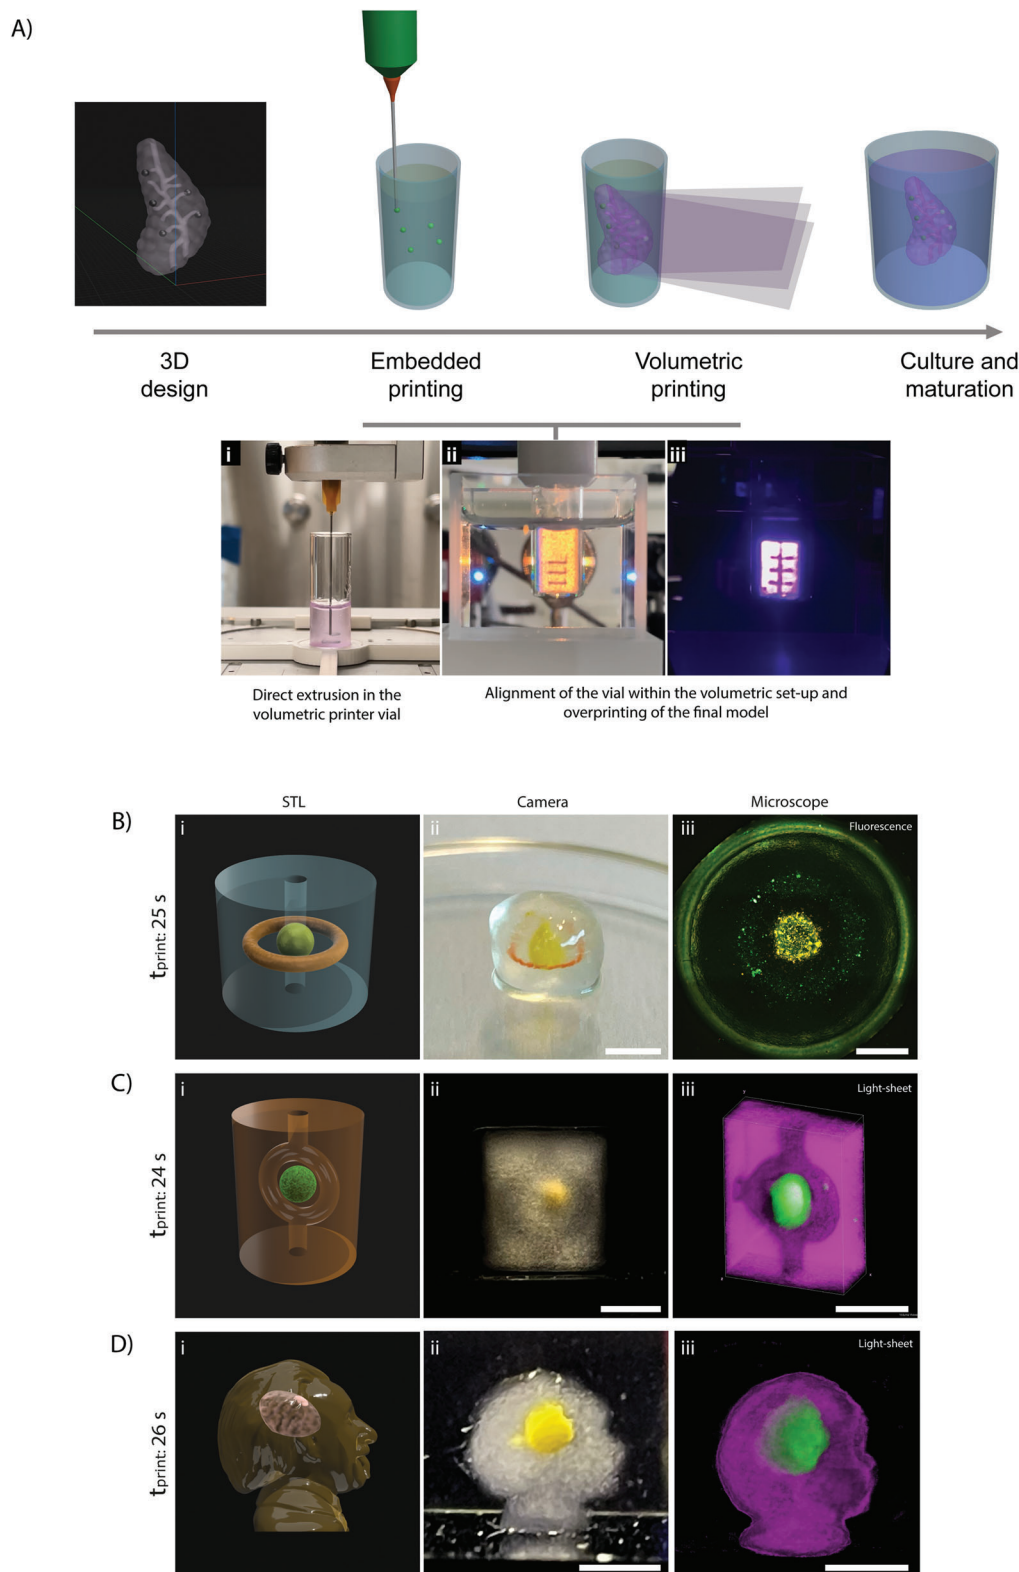 A)
3D
design
Embedded
printing
Volumetric
printing
Culture and
maturation
i
ii
iii
Direct extrusion in the
volumetric printer vial
Alignment of the vial within the volumetric set-up and
overprinting of the final model
STL
Camera
Microscope
B)
tprint: 25 s
i
ii
iii
Fluorescence
C)
tprint: 24 s
i
ii
iii
Light-sheet
D)
tprint: 26 s
i
ii
iii
Light-sheet